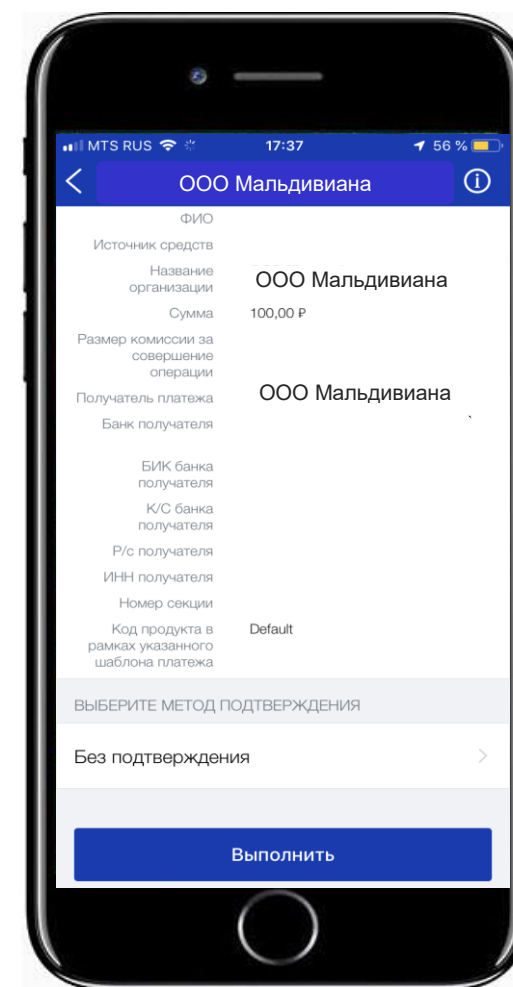 MTS RUS 17:37 56 %
ООО Мальдивиана
ФИО
Источник средств
Название
организации
ООО Мальдивиана
Сумма 100,00 ₽
Размер комиссии за
совершение
операции
Получатель платежа ООО Мальдивиана
Банк получателя
БИК банка
получателя
К/С банка
получателя
Р/с получателя
ИНН получателя
Номер секции
Код продукта в Default
рамках указанного
шаблона платежа
ВЫБЕРИТЕ МЕТОД ПОДТВЕРЖДЕНИЯ
Без подтверждения
Выполнить